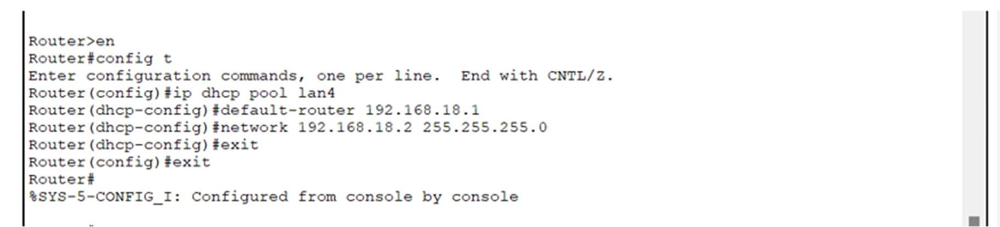 Router>en
Router#config t
Enter configuration commands, one per line.  End with CNTL/Z.
Router(config)#ip dhcp pool lan4
Router(dhcp-config)#default-router 192.168.18.1
Router(dhcp-config)#network 192.168.18.2 255.255.255.0
Router(dhcp-config)#exit
Router(config)#exit
Router#
%SYS-5-CONFIG_I: Configured from console by console